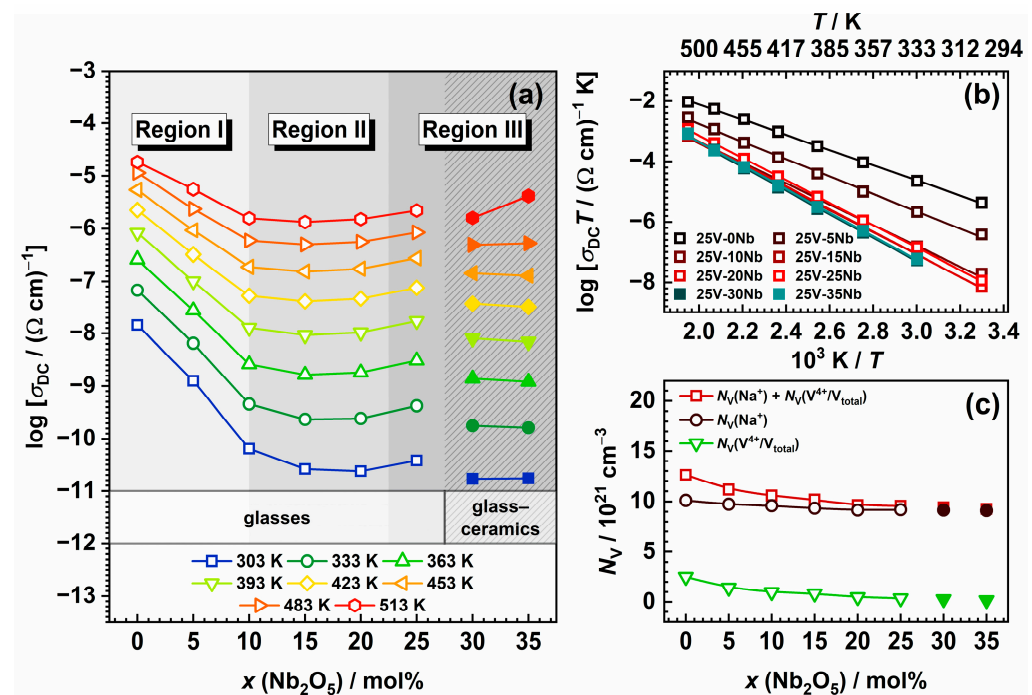 (a)
Region I
Region II
Region III
log [σDC / (Ω cm)⁻¹]
−3
−4
−5
−6
−7
−8
−9
−10
−11
−12
−13
glasses
glass–
ceramics
303 K
333 K
363 K
393 K
423 K
453 K
483 K
513 K
0 5 10 15 20 25 30 35
x (Nb₂O₅) / mol%
T / K
500 455 417 385 357 333 312 294
(b)
log [σDCT / (Ω cm)⁻¹ K]
−2
−4
−6
−8
25V-0Nb 25V-5Nb
25V-10Nb 25V-15Nb
25V-20Nb 25V-25Nb
25V-30Nb 25V-35Nb
2.0 2.2 2.4 2.6 2.8 3.0 3.2 3.4
10³ K / T
(c)
NV(Na⁺) + NV(V⁴⁺/Vtotal)
NV(Na⁺)
NV(V⁴⁺/Vtotal)
NV / 10²¹ cm⁻³
20
15
10
5
0
0 5 10 15 20 25 30 35
x (Nb₂O₅) / mol%